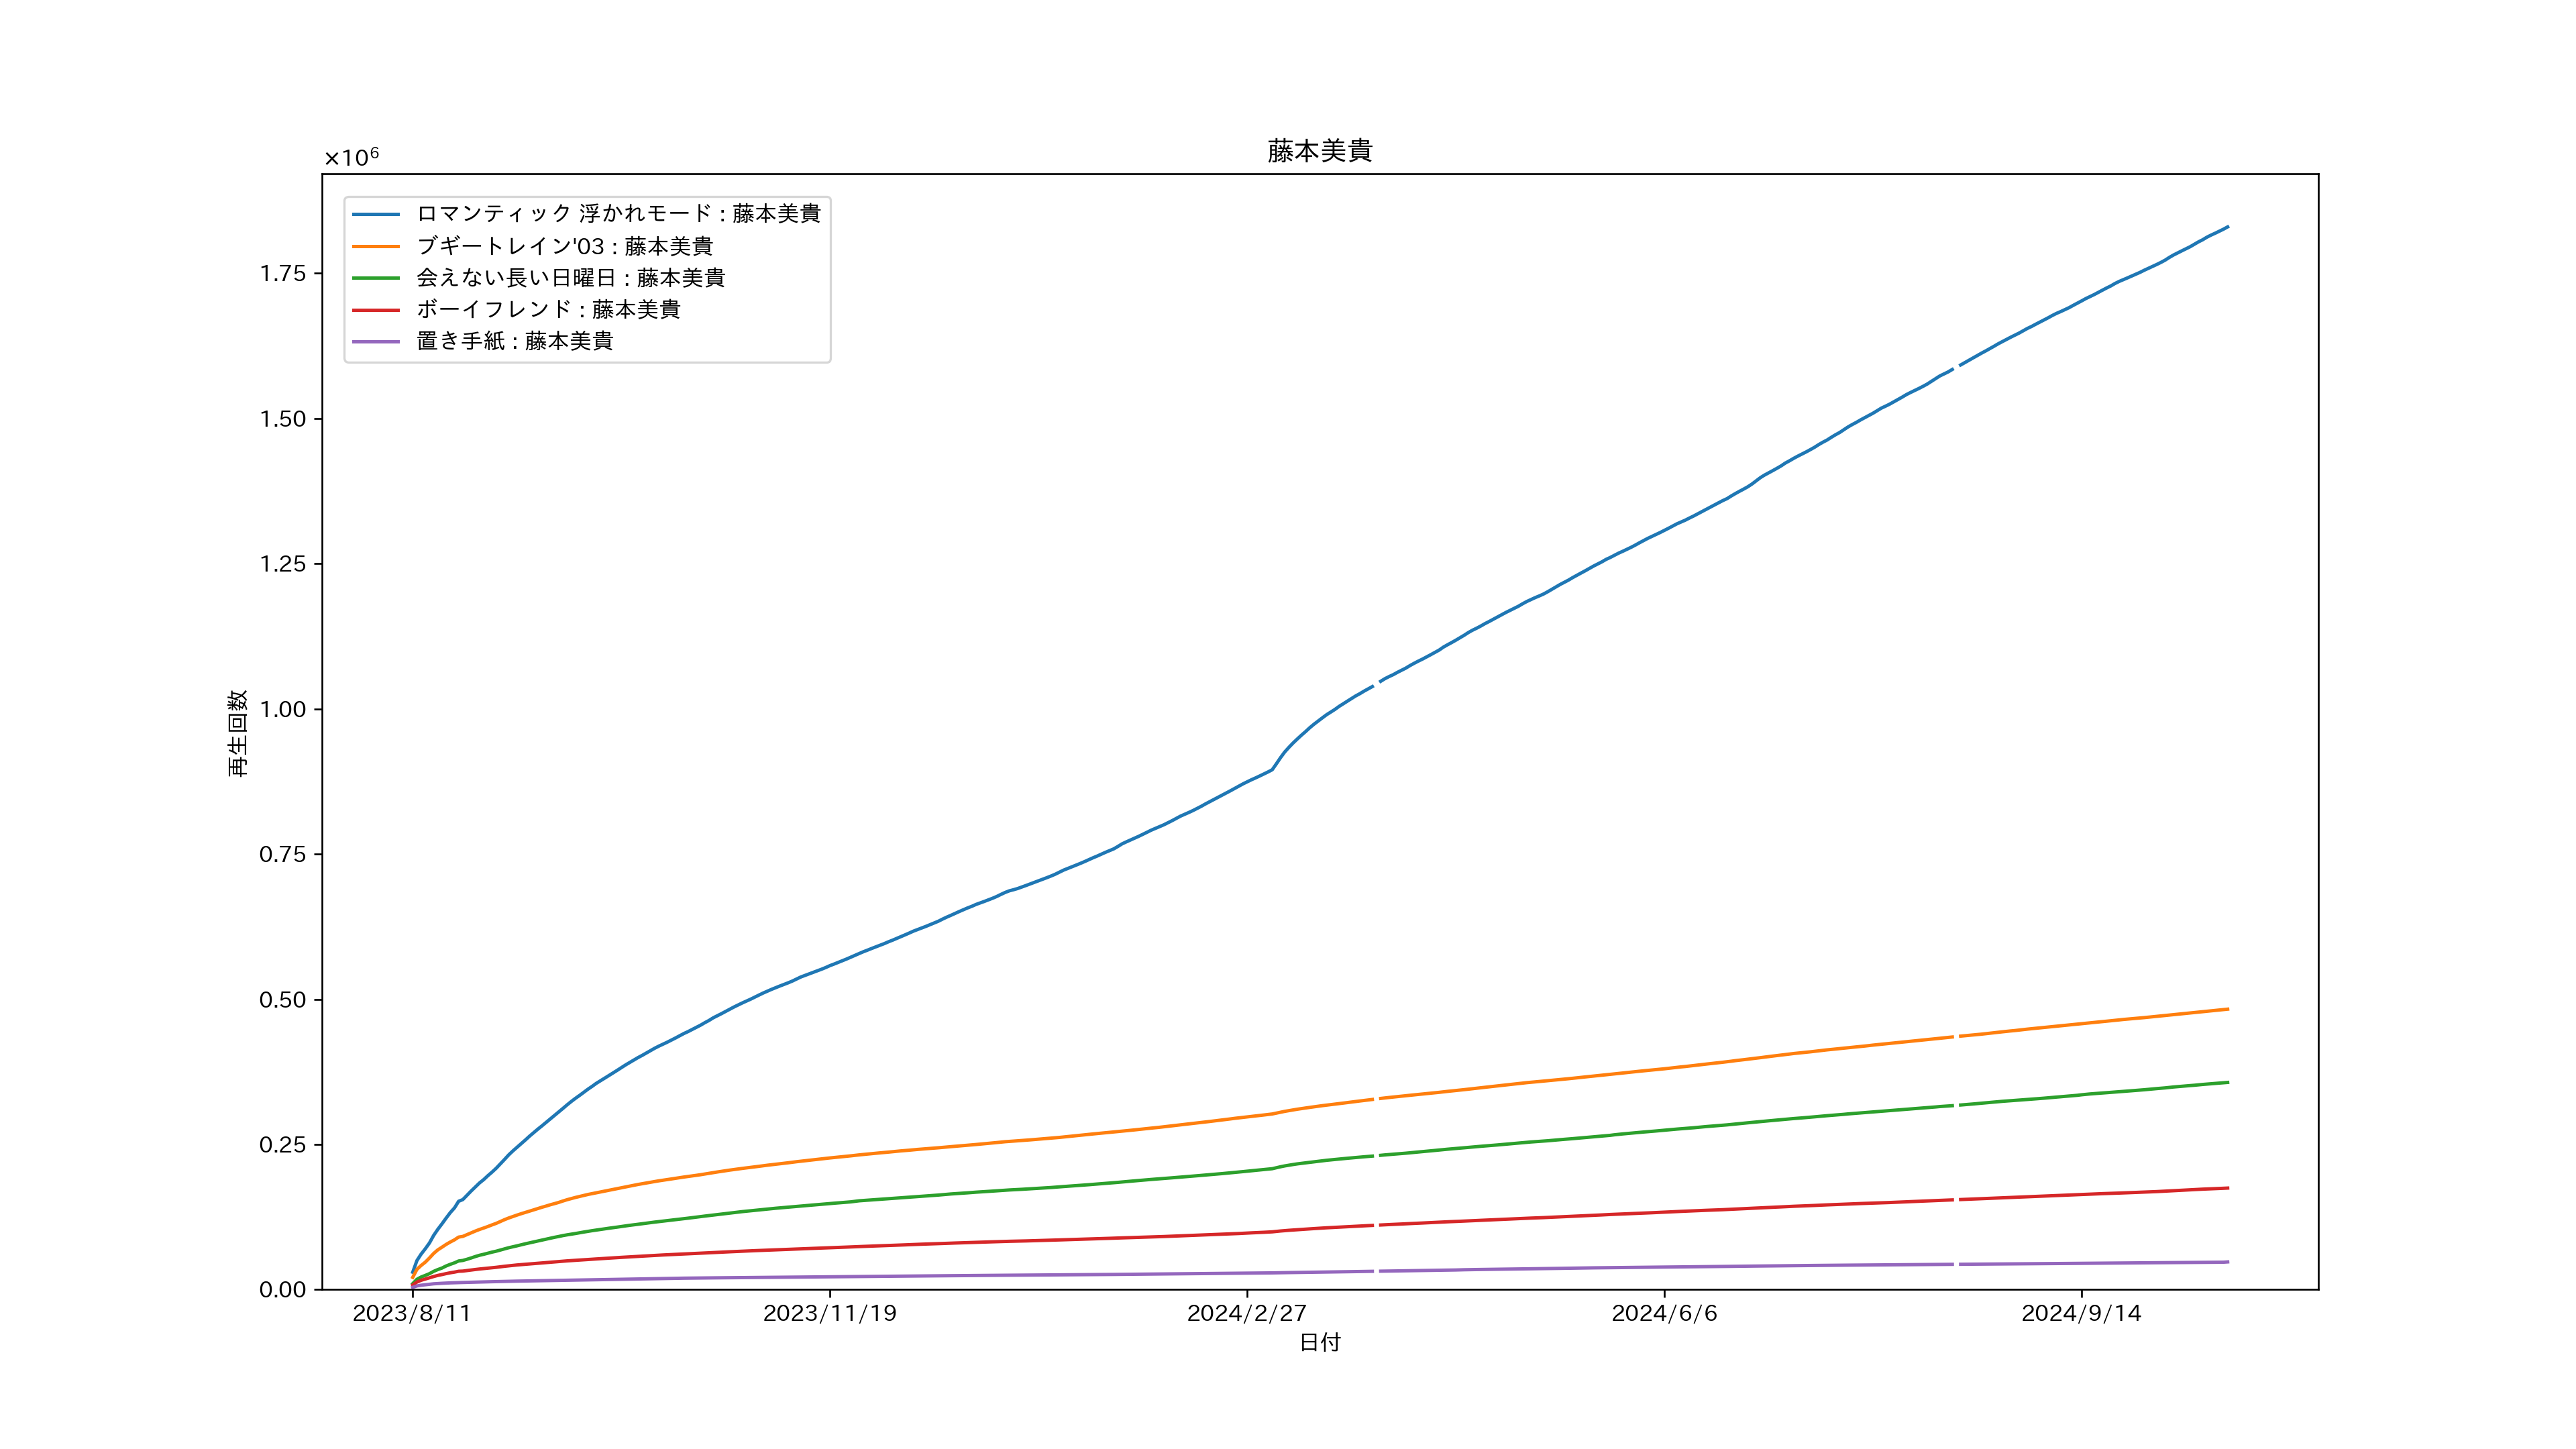 藤本美貴
×10⁶
ロマンティック 浮かれモード : 藤本美貴
ブギートレイン'03 : 藤本美貴
会えない長い日曜日 : 藤本美貴
ボーイフレンド : 藤本美貴
置き手紙 : 藤本美貴
1.75
1.50
1.25
1.00
0.75
0.50
0.25
0.00
再生回数
2023/8/11
2023/11/19
2024/2/27
2024/6/6
2024/9/14
日付